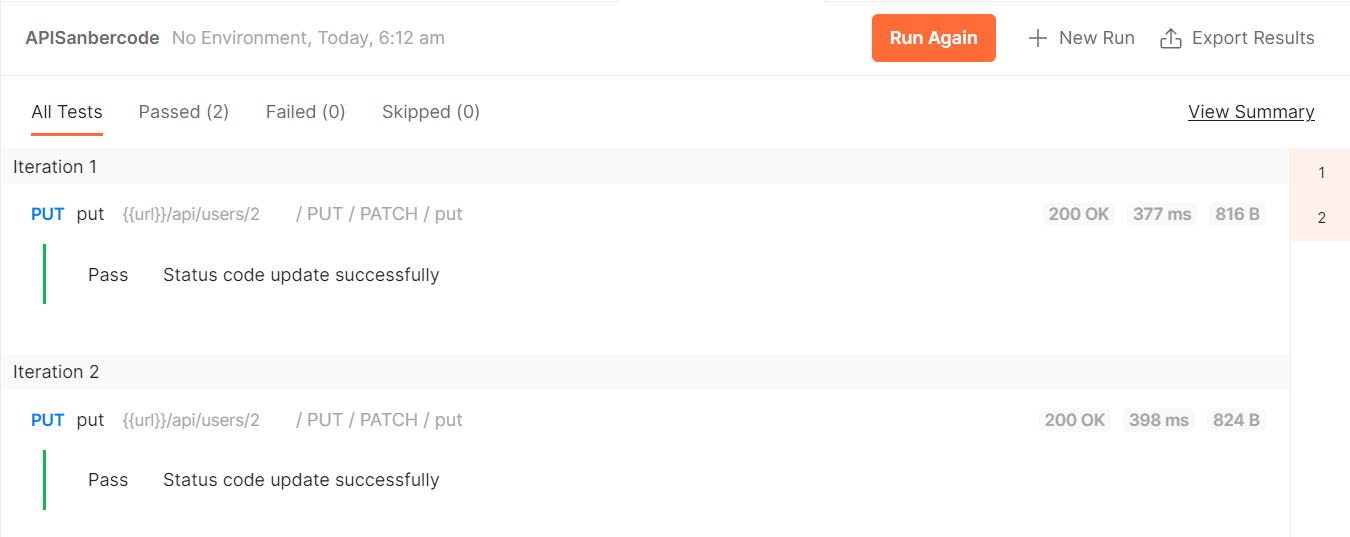 APISanbercode No Environment, Today, 6:12 am Run Again New Run Export Results
All Tests Passed (2) Failed (0) Skipped (0) View Summary
Iteration 1
1
PUT put {{url}}/api/users/2 / PUT / PATCH / put 200 OK 377 ms 816 B
2
Pass Status code update successfully
Iteration 2
PUT put {{url}}/api/users/2 / PUT / PATCH / put 200 OK 398 ms 824 B
Pass Status code update successfully